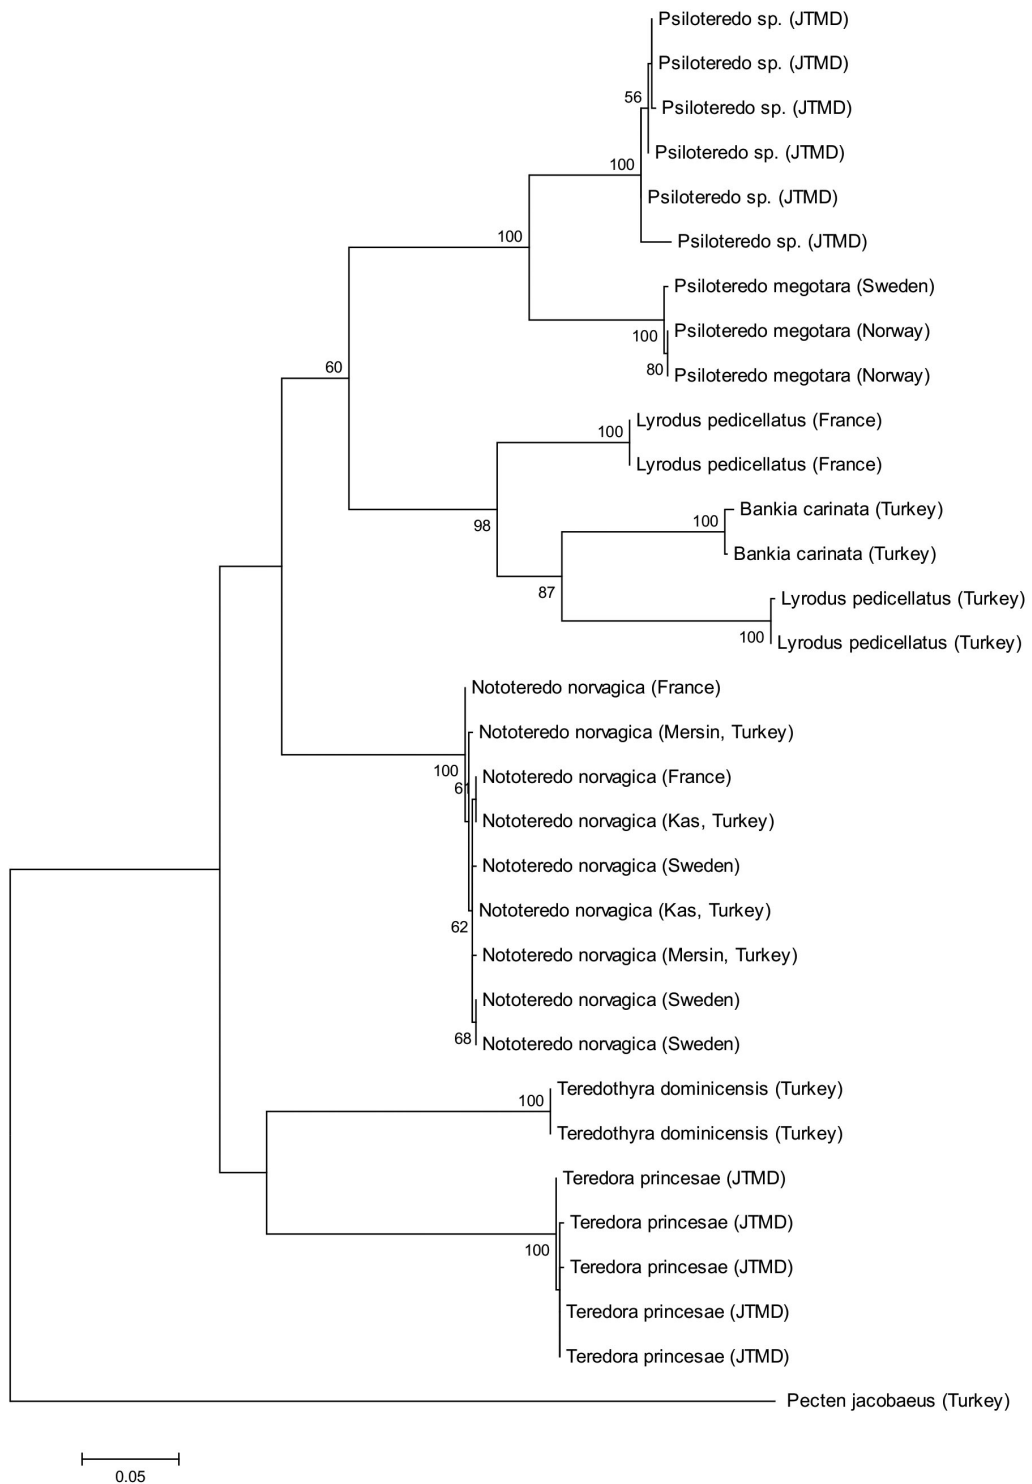 Psiloteredo sp. (JTMD)
Psiloteredo sp. (JTMD)
56
Psiloteredo sp. (JTMD)
Psiloteredo sp. (JTMD)
100
Psiloteredo sp. (JTMD)
100
Psiloteredo sp. (JTMD)
Psiloteredo megotara (Sweden)
Psiloteredo megotara (Norway)
100
60
80
Psiloteredo megotara (Norway)
Lyrodus pedicellatus (France)
100
Lyrodus pedicellatus (France)
Bankia carinata (Turkey)
100
98
Bankia carinata (Turkey)
87
Lyrodus pedicellatus (Turkey)
100
Lyrodus pedicellatus (Turkey)
Nototeredo norvagica (France)
Nototeredo norvagica (Mersin, Turkey)
100
Nototeredo norvagica (France)
61
Nototeredo norvagica (Kas, Turkey)
Nototeredo norvagica (Sweden)
Nototeredo norvagica (Kas, Turkey)
62
Nototeredo norvagica (Mersin, Turkey)
Nototeredo norvagica (Sweden)
68
Nototeredo norvagica (Sweden)
Teredothyra dominicensis (Turkey)
100
Teredothyra dominicensis (Turkey)
Teredora princesae (JTMD)
Teredora princesae (JTMD)
100
Teredora princesae (JTMD)
Teredora princesae (JTMD)
Teredora princesae (JTMD)
Pecten jacobaeus (Turkey)
0.05